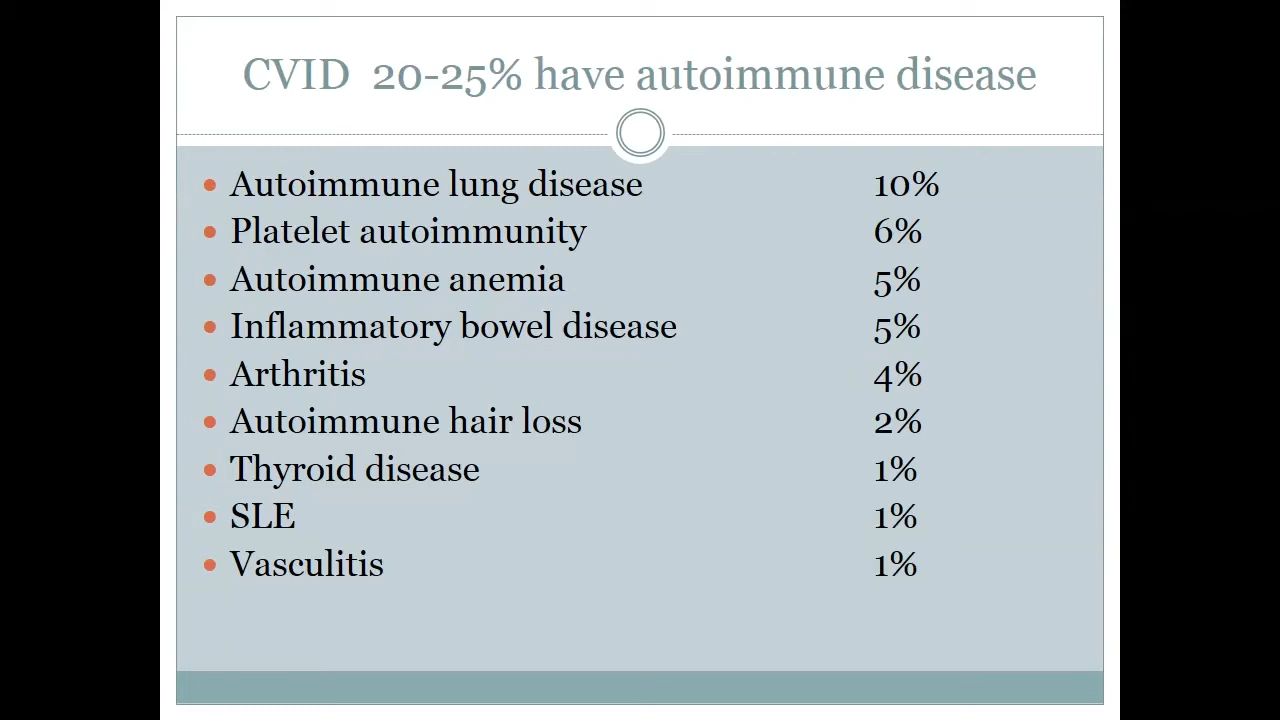 CVID 20-25% have autoimmune disease
• Autoimmune lung disease 10%
• Platelet autoimmunity 6%
• Autoimmune anemia 5%
• Inflammatory bowel disease 5%
• Arthritis 4%
• Autoimmune hair loss 2%
• Thyroid disease 1%
• SLE 1%
• Vasculitis 1%